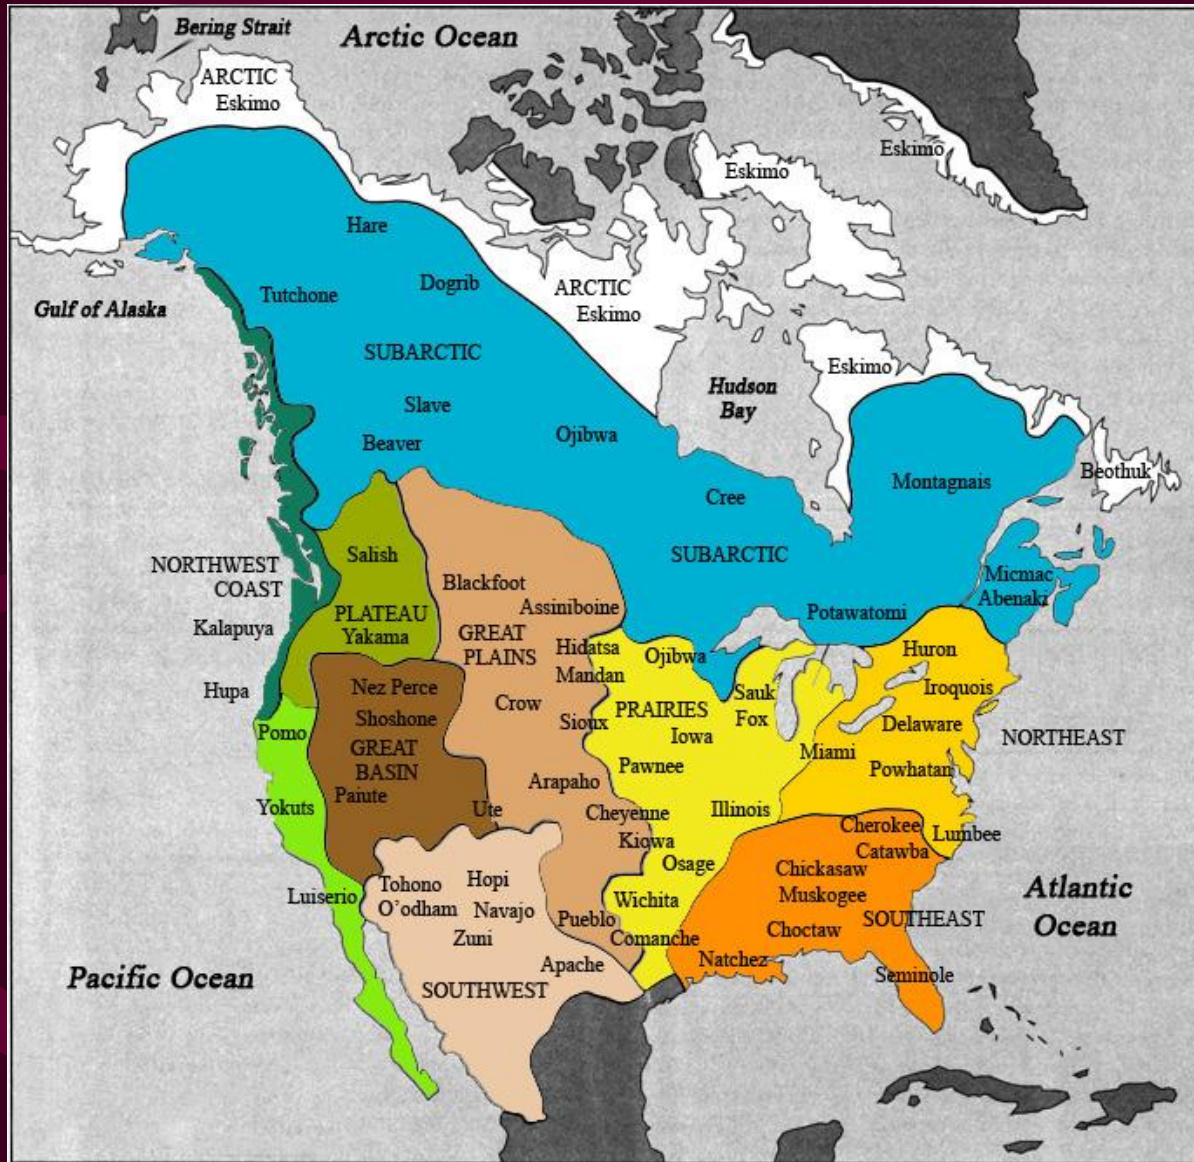 Bering Strait
Arctic Ocean
ARCTIC
Eskimo
Eskimo
Eskimo
Hare
Dogrib
Tutchone
ARCTIC
Eskimo
Gulf of Alaska
SUBARCTIC
Eskimo
Hudson
Bay
Slave
Ojibwa
Beaver
Beothuk
Montagnais
Cree
Salish
SUBARCTIC
NORTHWEST
COAST
Blackfoot
Micmac
Abenaki
Assiniboine
PLATEAU
Yakama
Potawatomi
Kalapuya
GREAT
PLAINS
Hidatsa
Mandan
Ojibwa
Huron
Hupa
Nez Perce
Sauk
Fox
Iroquois
Crow
Shoshone
Sioux
PRAIRIES
Iowa
Delaware
Pomo
GREAT
BASIN
NORTHEAST
Miami
Pawnee
Powhatan
Arapaho
Paiute
Yokuts
Ute
Cheyenne
Illinois
Kiowa
Cherokee
Catawba
Lumbee
Osage
Chickasaw
Muskogee
Hopi
Tohono
O'odham
Luiserio
Navajo
Wichita
Atlantic
Ocean
Pueblo
SOUTHEAST
Choctaw
Zuni
Comanche
Natchez
Apache
Seminole
Pacific Ocean
SOUTHWEST